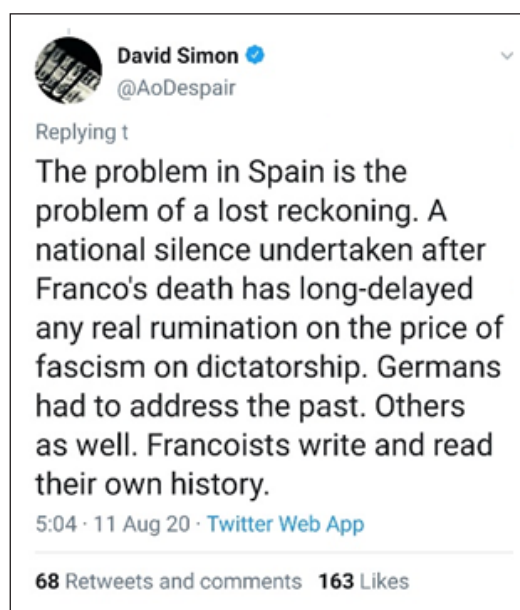 David Simon
@AoDespair
Replying t
The problem in Spain is the
problem of a lost reckoning. A
national silence undertaken after
Franco's death has long-delayed
any real rumination on the price of
fascism on dictatorship. Germans
had to address the past. Others
as well. Francoists write and read
their own history.
5:04 · 11 Aug 20 · Twitter Web App
68 Retweets and comments 163 Likes